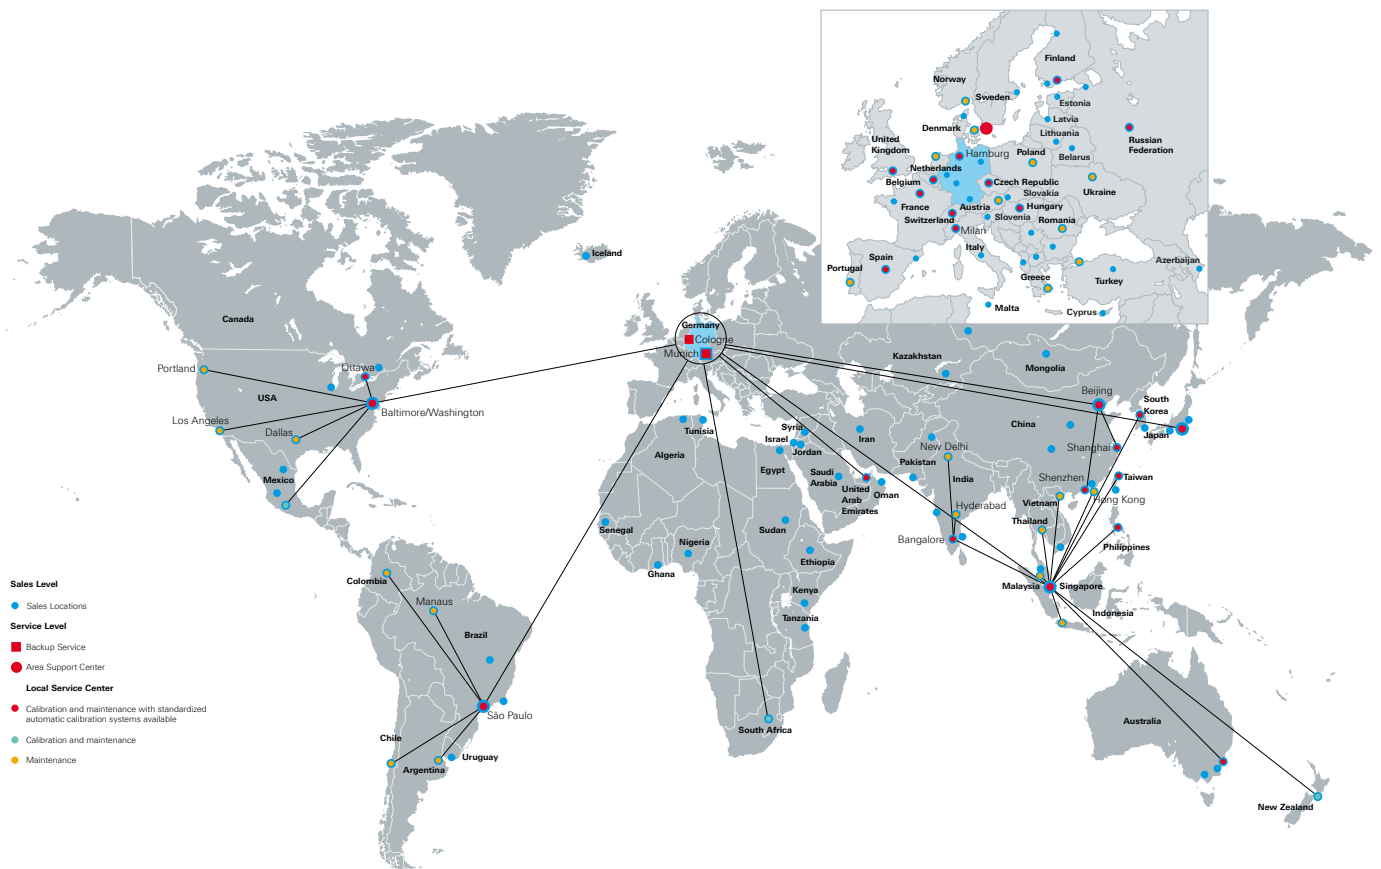 Finland
Norway
Sweden
Estonia
Latvia
Denmark
Lithuania
United
Kingdom
Russian
Federation
Hamburg
Poland
Belarus
Netherlands
Belgium
Czech Republic
Slovakia
Ukraine
France
Austria
Hungary
Switzerland
Slovenia
Romania
Milan
Italy
Spain
Portugal
Greece
Turkey
Azerbaijan
Malta
Cyprus
Iceland
Canada
Germany
Cologne
Munich
Portland
Ottawa
USA
Los Angeles
Dallas
Baltimore/Washington
Mexico
Kazakhstan
Mongolia
Beijing
South
Korea
China
Japan
Shanghai
Tunisia
Algeria
Syria
Israel
Jordan
Iran
Egypt
Saudi
Arabia
United
Arab
Emirates
Oman
Pakistan
New Delhi
India
Hyderabad
Bangalore
Shenzhen
Hong Kong
Taiwan
Vietnam
Thailand
Philippines
Malaysia
Singapore
Indonesia
Senegal
Sudan
Nigeria
Ghana
Ethiopia
Kenya
Tanzania
South Africa
Colombia
Manaus
Brazil
São Paulo
Chile
Argentina
Uruguay
Australia
New Zealand
Sales Level
Sales Locations
Service Level
Backup Service
Area Support Center
Local Service Center
Calibration and maintenance with standardized
automatic calibration systems available
Calibration and maintenance
Maintenance